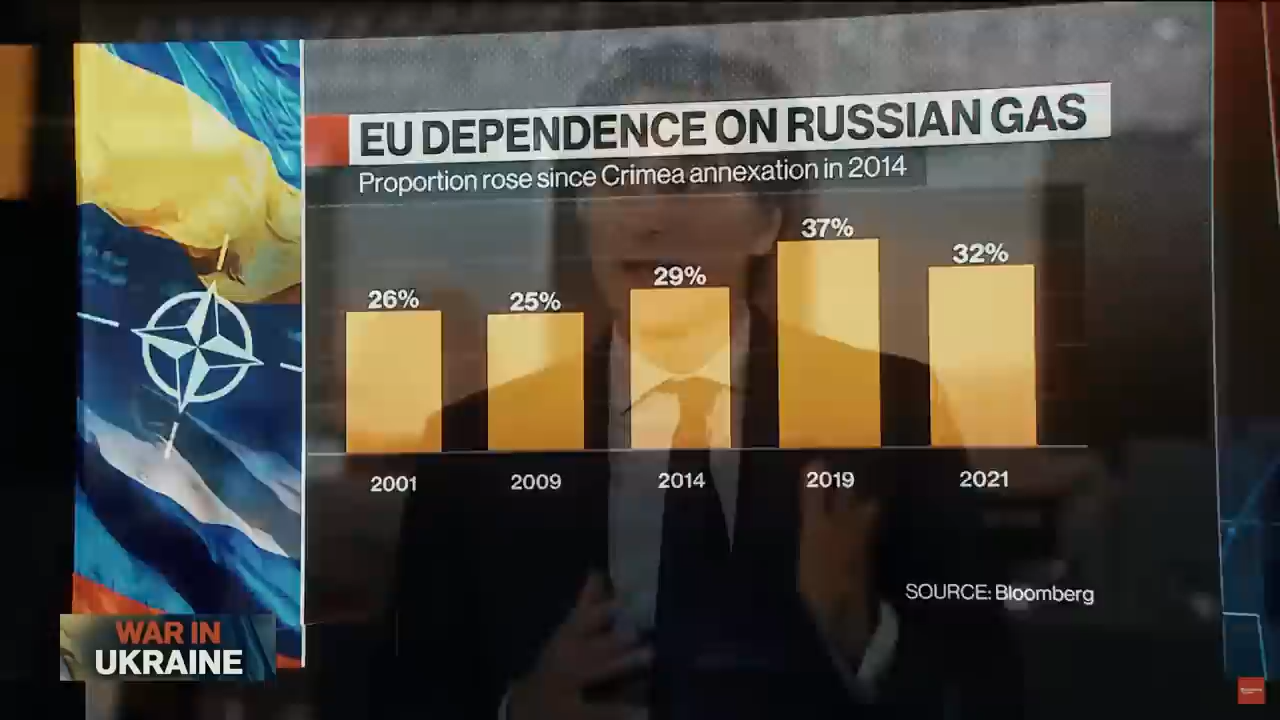 EU DEPENDENCE ON RUSSIAN GAS
Proportion rose since Crimea annexation in 2014
26%
25%
29%
37%
32%
2001
2009
2014
2019
2021
SOURCE: Bloomberg
WAR IN
UKRAINE